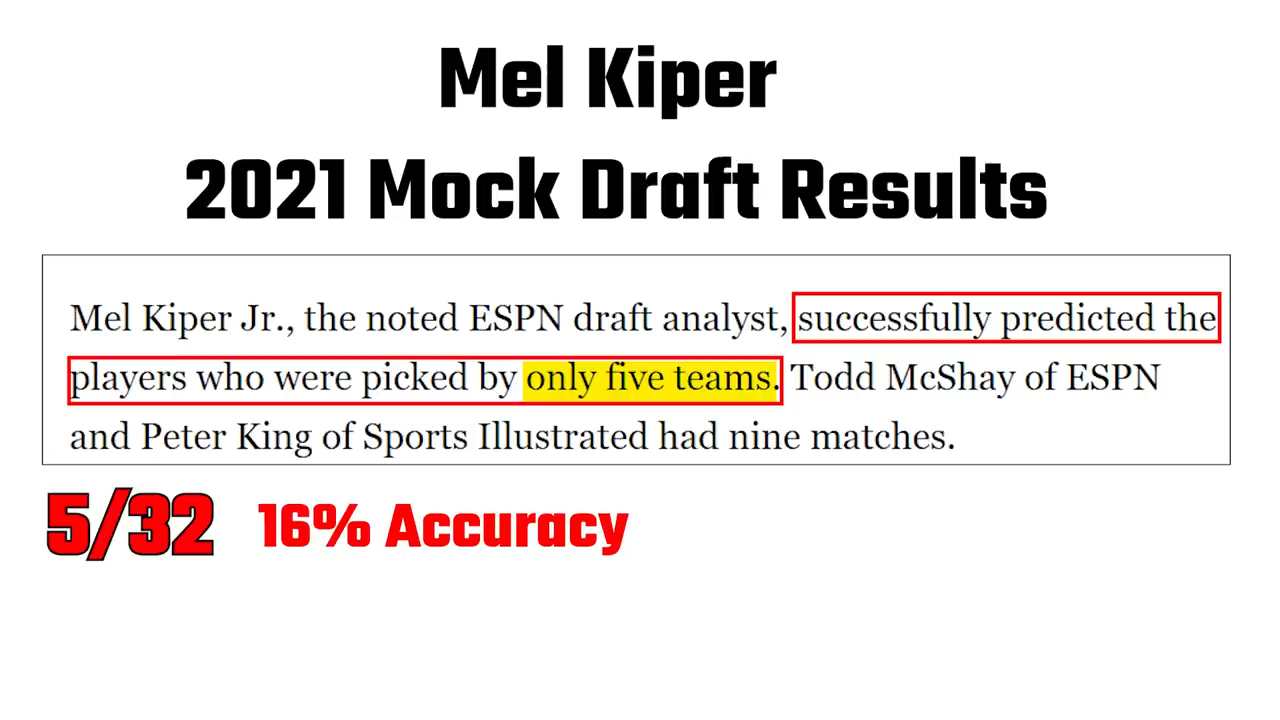 Mel Kiper
2021 Mock Draft Results
Mel Kiper Jr., the noted ESPN draft analyst, successfully predicted the
players who were picked by only five teams. Todd McShay of ESPN
and Peter King of Sports Illustrated had nine matches.
5/32 16% Accuracy